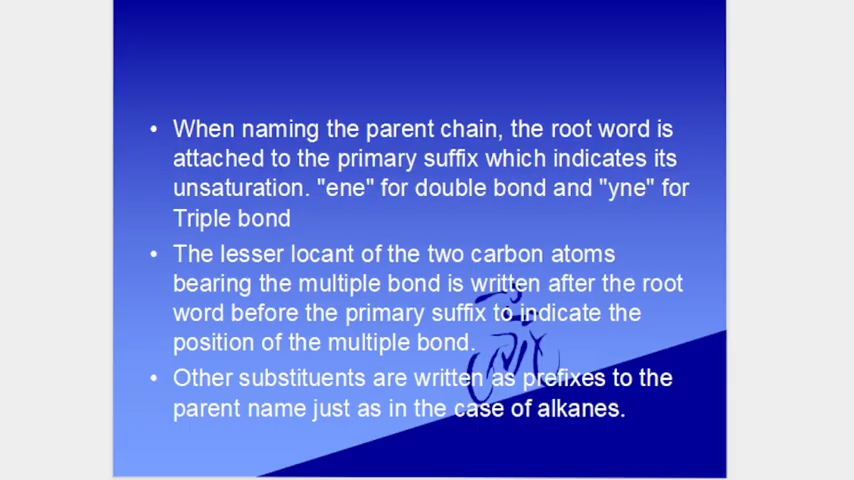 • When naming the parent chain, the root word is
attached to the primary suffix which indicates its
unsaturation. "ene" for double bond and "yne" for
Triple bond
• The lesser locant of the two carbon atoms
bearing the multiple bond is written after the root
word before the primary suffix to indicate the
position of the multiple bond.
• Other substituents are written as prefixes to the
parent name just as in the case of alkanes.